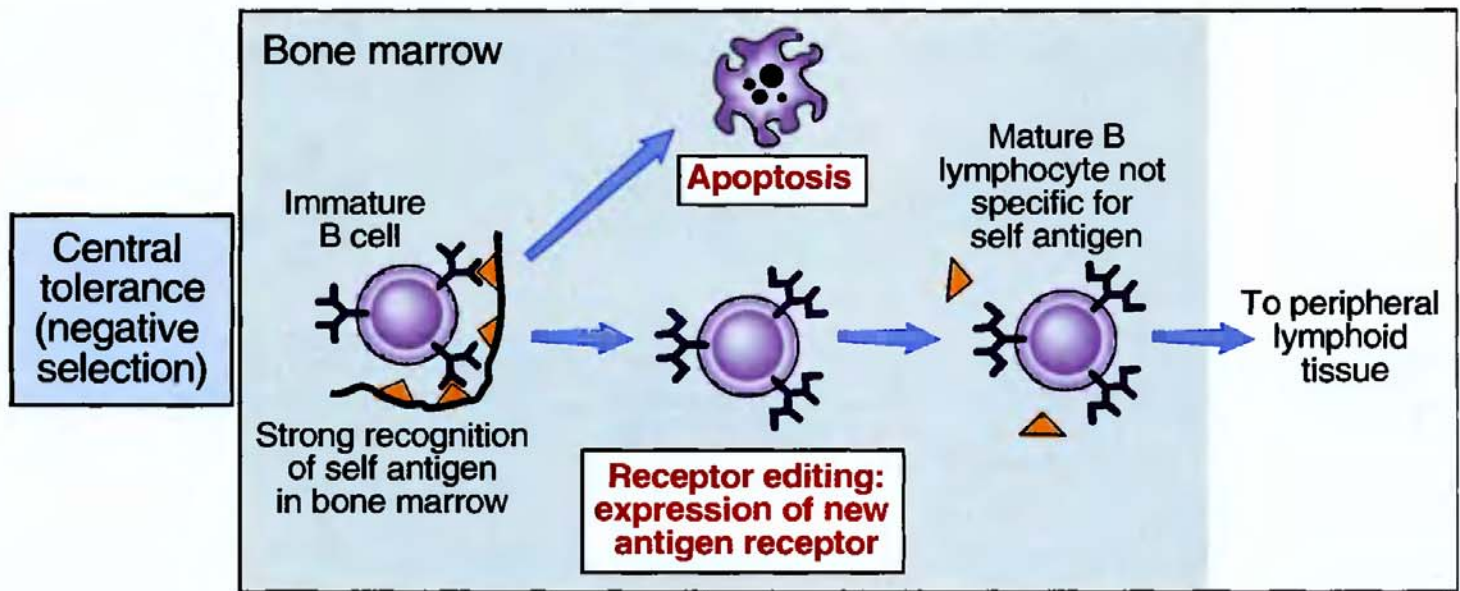 Bone marrow
Central
tolerance
(negative
selection)
Immature
B cell
Strong recognition
of self antigen
in bone marrow
Apoptosis
Receptor editing:
expression of new
antigen receptor
Mature B
lymphocyte not
specific for
self antigen
To peripheral
lymphoid
tissue